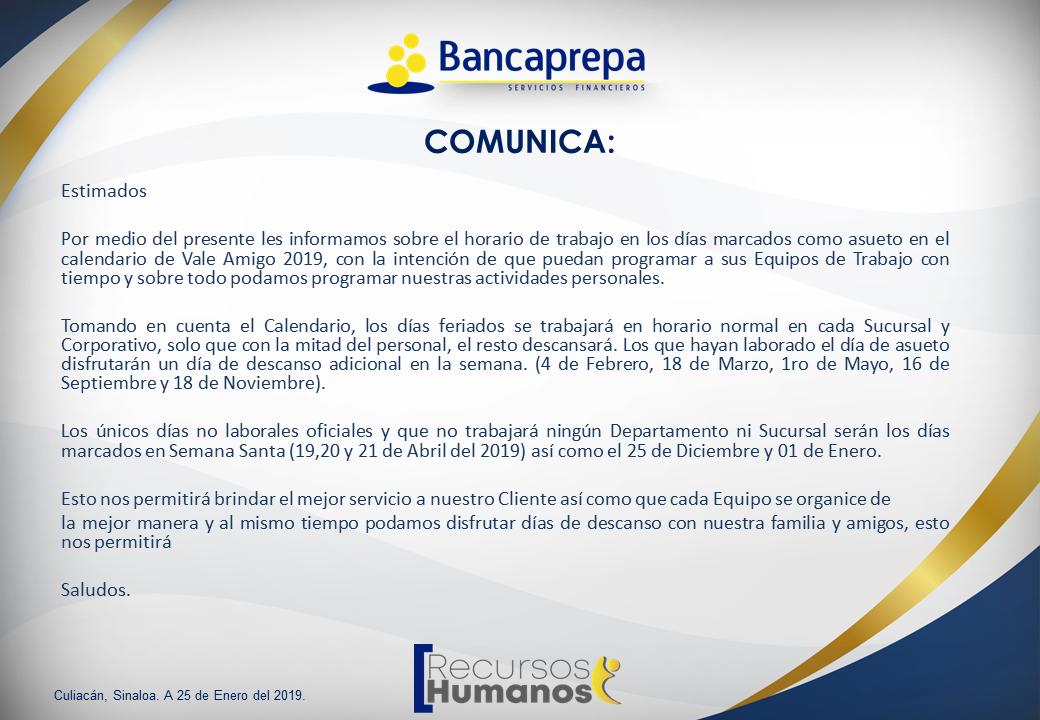 Bancaprepa
SERVICIOS FINANCIEROS
COMUNICA:
Estimados
Por medio del presente les informamos sobre el horario de trabajo en los días marcados como asueto en el
calendario de Vale Amigo 2019, con la intención de que puedan programar a sus Equipos de Trabajo con
tiempo y sobre todo podamos programar nuestras actividades personales.
Tomando en cuenta el Calendario, los días feriados se trabajará en horario normal en cada Sucursal y
Corporativo, solo que con la mitad del personal, el resto descansará. Los que hayan laborado el día de asueto
disfrutarán un día de descanso adicional en la semana. (4 de Febrero, 18 de Marzo, 1ro de Mayo, 16 de
Septiembre y 18 de Noviembre).
Los únicos días no laborales oficiales y que no trabajará ningún Departamento ni Sucursal serán los días
marcados en Semana Santa (19,20 y 21 de Abril del 2019) así como el 25 de Diciembre y 01 de Enero.
Esto nos permitirá brindar el mejor servicio a nuestro Cliente así como que cada Equipo se organice de
la mejor manera y al mismo tiempo podamos disfrutar días de descanso con nuestra familia y amigos, esto
nos permitirá
Saludos.
Recursos
Humanos
Culiacán, Sinaloa. A 25 de Enero del 2019.